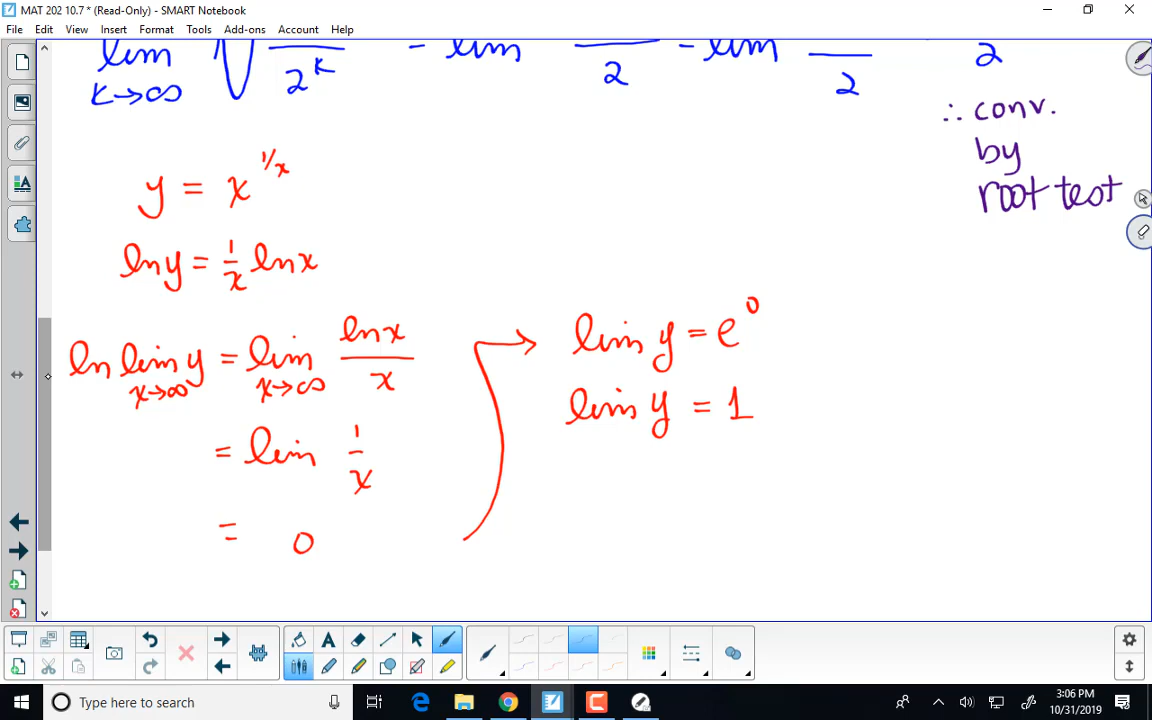 MAT 202 10.7 * (Read-Only) - SMART Notebook
File Edit View Insert Format Tools Add-ons Account Help
lim √ 2^k - lim 2 - lim 2 2
k→∞
∴ conv.
by
root test
y = x^(1/x)
ln y = 1/x ln x
ln lim y = lim ln x / x
x→∞ x→∞
= lim 1/x
= 0
lim y = e^0
lim y = 1
A
Type here to search
3:06 PM
10/31/2019